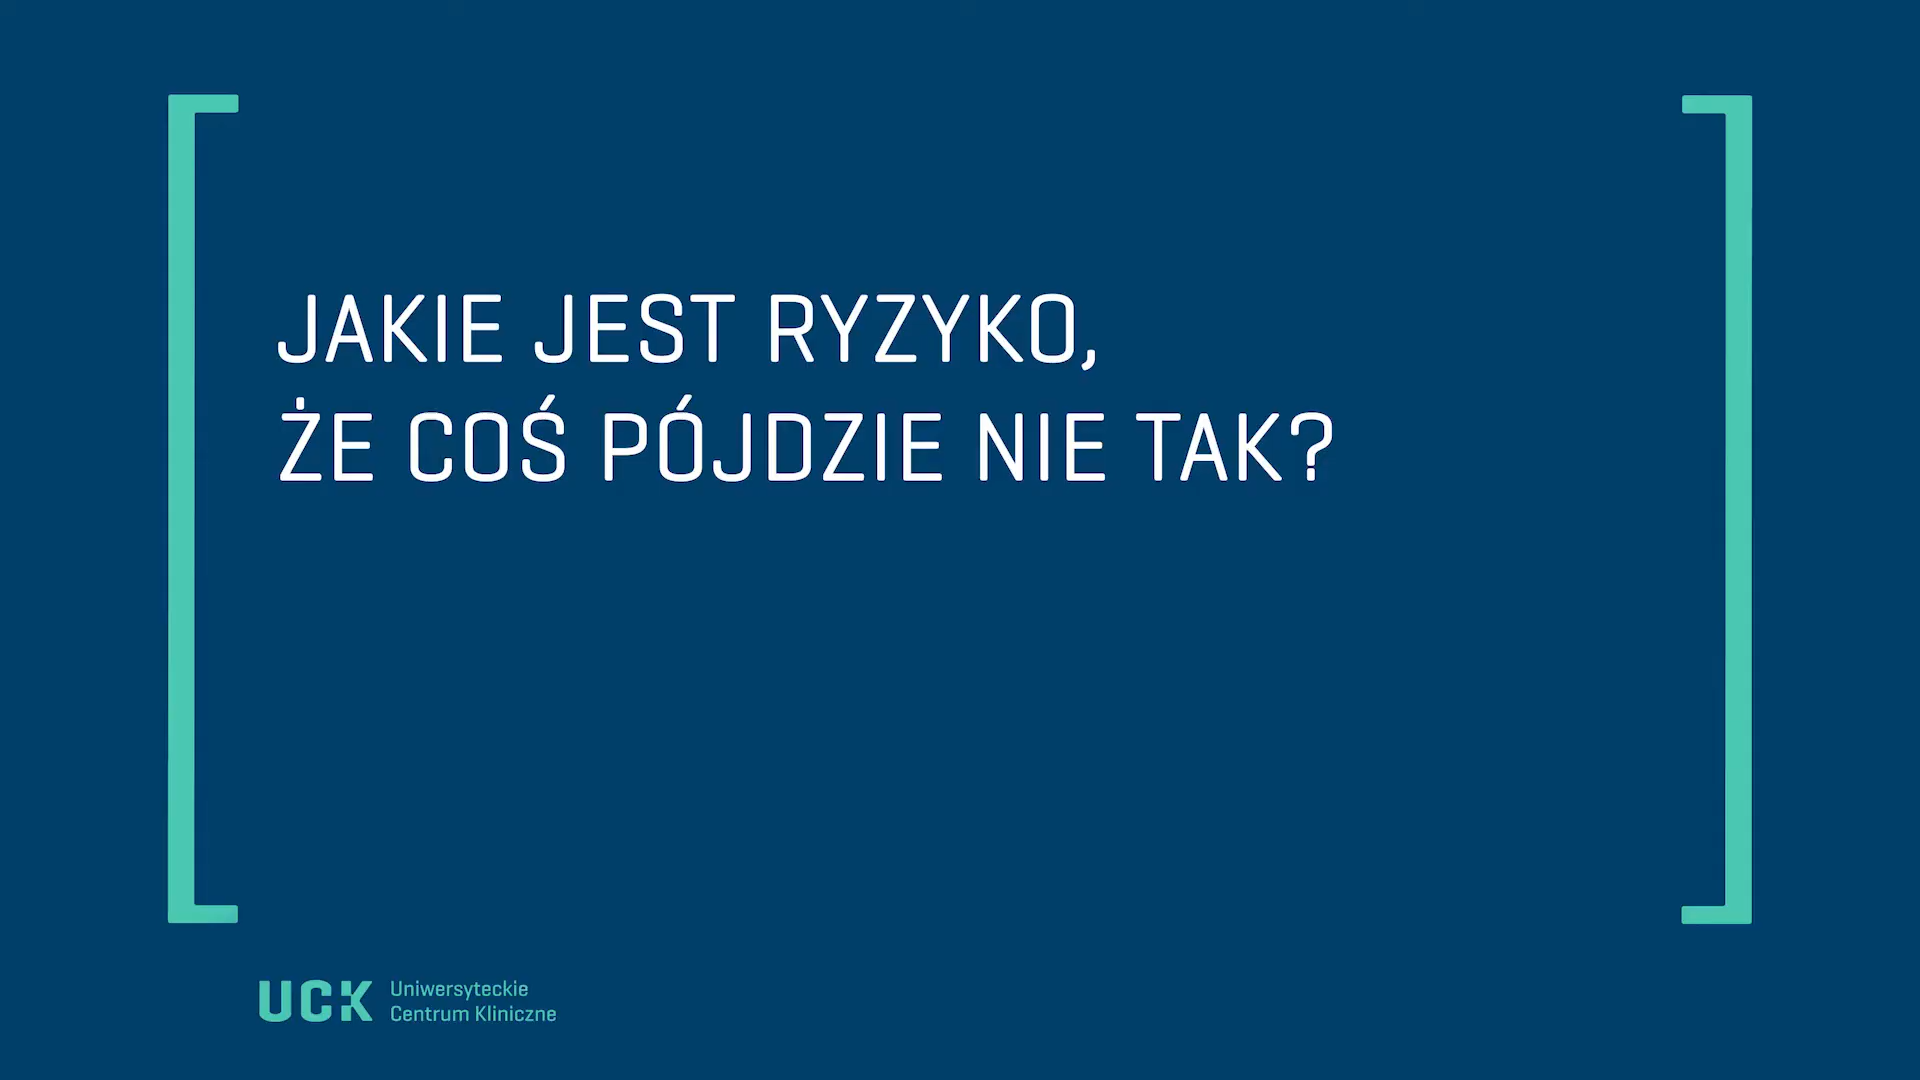 JAKIE JEST RYZYKO,
ŻE COŚ PÓJDZIE NIE TAK?
UCK Uniwersyteckie
Centrum Kliniczne